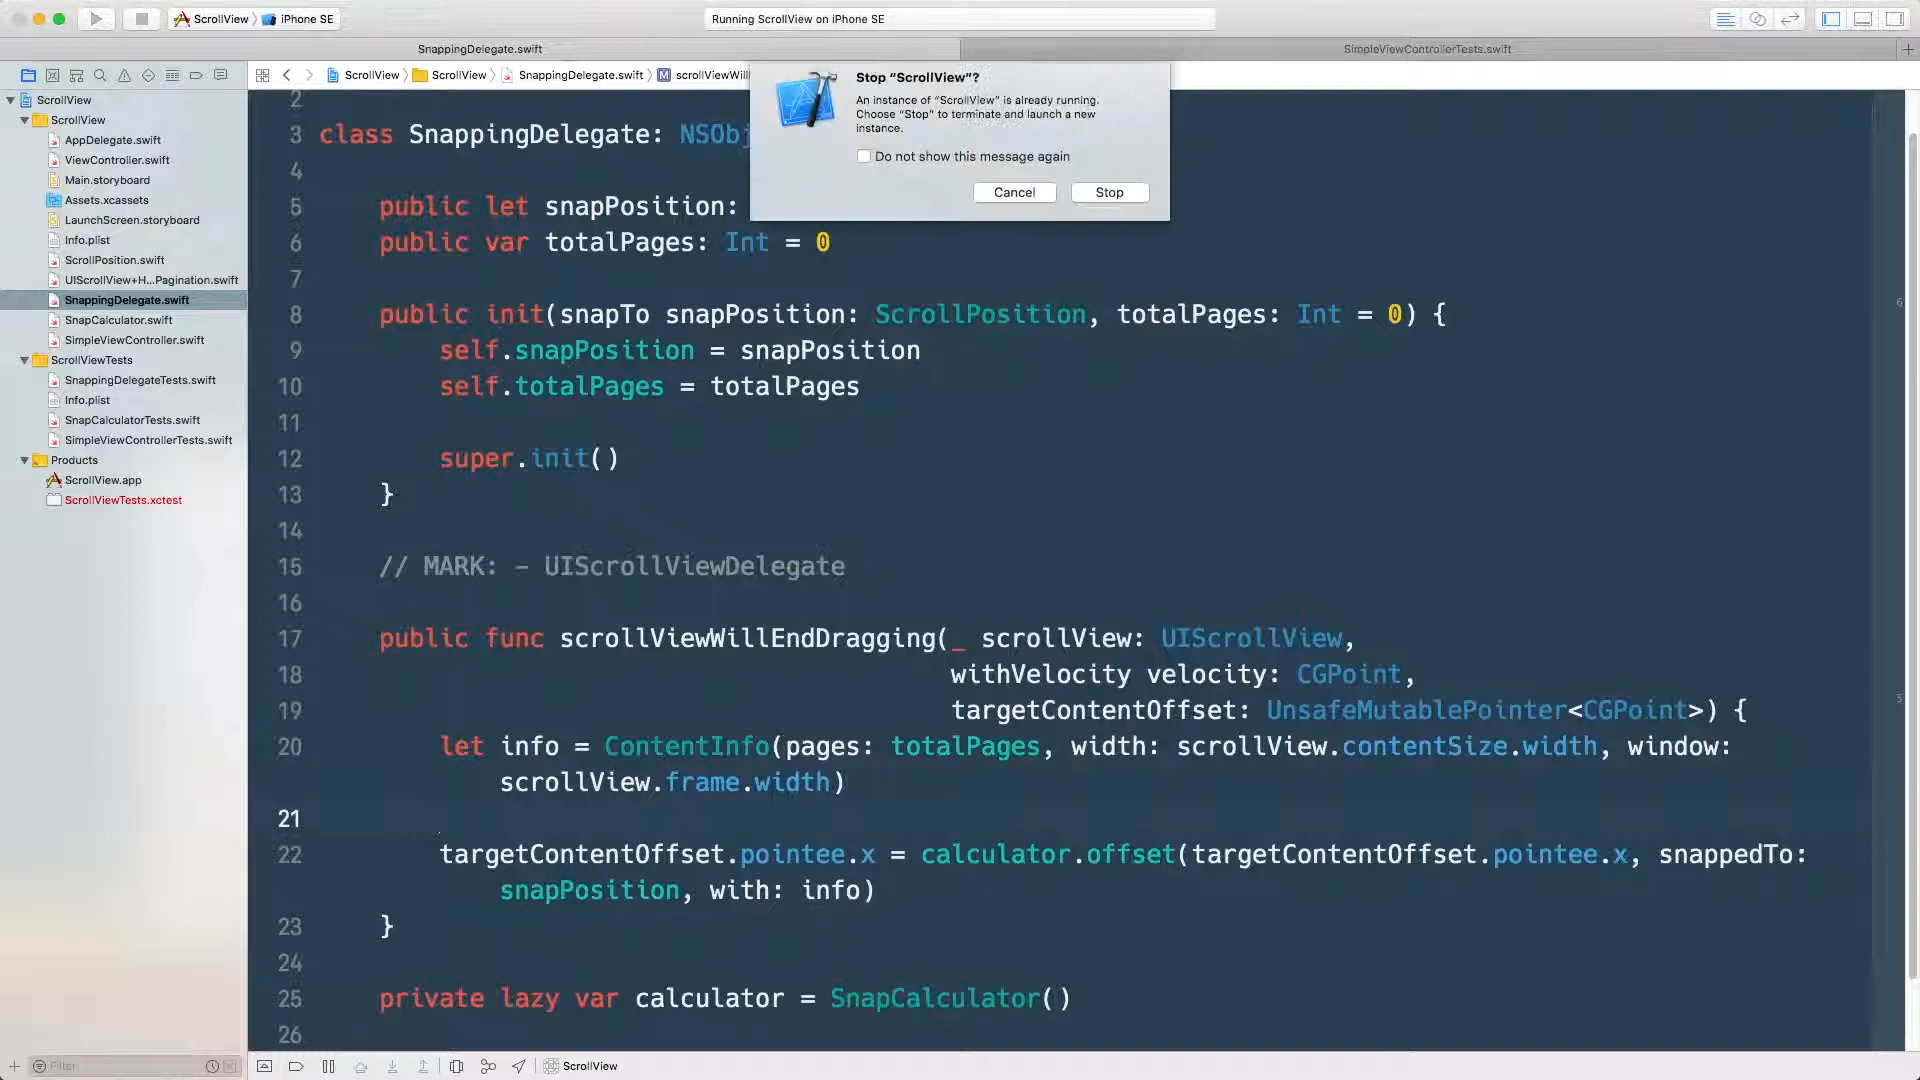 ScrollView
iPhone SE
Running ScrollView on iPhone SE
SnappingDelegate.swift
SimpleViewControllerTests.swift
ScrollView
ScrollView
SnappingDelegate.swift
M
scrollViewWill
ScrollView
ScrollView
AppDelegate.swift
ViewController.swift
Main.storyboard
Assets.xcassets
LaunchScreen.storyboard
Info.plist
ScrollPosition.swift
UIScrollView+H...Pagination.swift
SnappingDelegate.swift
SnapCalculator.swift
SimpleViewController.swift
ScrollViewTests
SnappingDelegateTests.swift
Info.plist
SnapCalculatorTests.swift
SimpleViewControllerTests.swift
Products
ScrollView.app
ScrollViewTests.xctest
Filter
Stop “ScrollView”?
An instance of “ScrollView” is already running.
Choose “Stop” to terminate and launch a new
instance.
Do not show this message again
Cancel
Stop
2
3 class SnappingDelegate: NSObj
4
5 public let snapPosition:
6 public var totalPages: Int = 0
7
8 public init(snapTo snapPosition: ScrollPosition, totalPages: Int = 0) {
9 self.snapPosition = snapPosition
10 self.totalPages = totalPages
11
12 super.init()
13 }
14
15 // MARK: - UIScrollViewDelegate
16
17 public func scrollViewWillEndDragging(_ scrollView: UIScrollView,
18 withVelocity velocity: CGPoint,
19 targetContentOffset: UnsafeMutablePointer<CGPoint>) {
20 let info = ContentInfo(pages: totalPages, width: scrollView.contentSize.width, window:
scrollView.frame.width)
21
22 targetContentOffset.pointee.x = calculator.offset(targetContentOffset.pointee.x, snappedTo:
snapPosition, with: info)
23 }
24
25 private lazy var calculator = SnapCalculator()
26
6
5
ScrollView